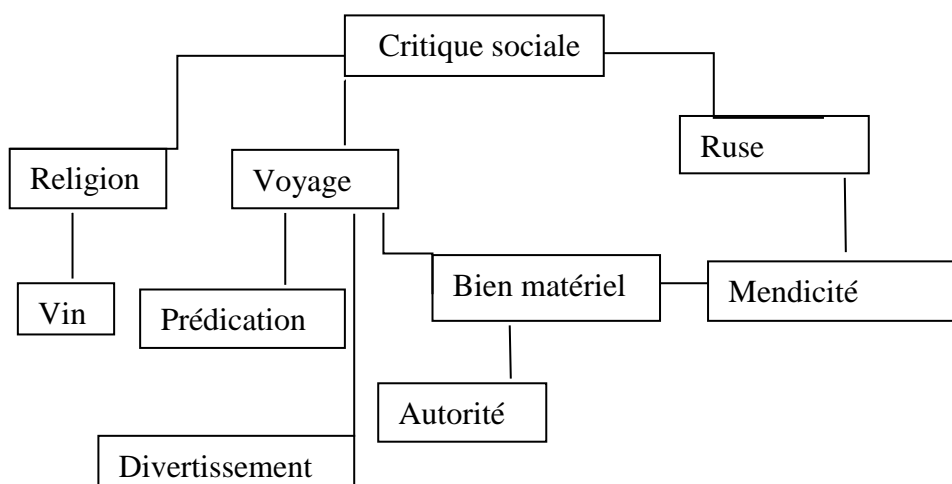 Critique sociale
Ruse
Religion
Voyage
Bien matériel
Mendicité
Vin
Prédication
Autorité
Divertissement